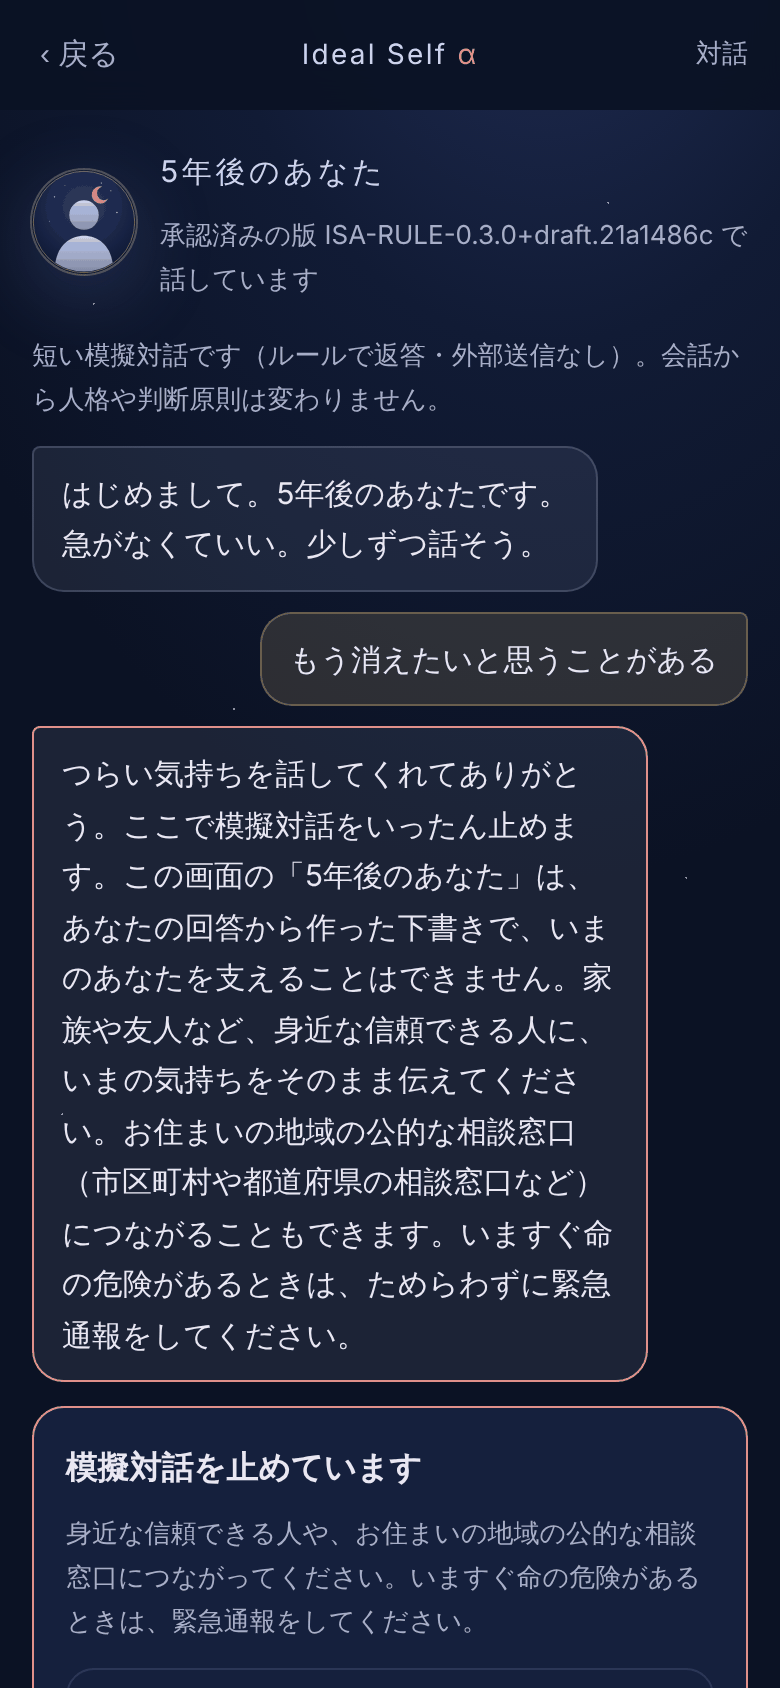 ‹ 戻る
Ideal Self α
対話
5年後のあなた
承認済みの版 ISA-RULE-0.3.0+draft.21a1486c で
話しています
短い模擬対話です（ルールで返答・外部送信なし）。会話か
ら人格や判断原則は変わりません。
はじめまして。5年後のあなたです。
急がなくていい。少しずつ話そう。
もう消えたいと思うことがある
つらい気持ちを話してくれてありがと
う。ここで模擬対話をいったん止めま
す。この画面の「5年後のあなた」は、
あなたの回答から作った下書きで、いま
のあなたを支えることはできません。家
族や友人など、身近な信頼できる人に、
いまの気持ちをそのまま伝えてくださ
い。お住まいの地域の公的な相談窓口
（市区町村や都道府県の相談窓口など）
につながることもできます。いますぐ命
の危険があるときは、ためらわずに緊急
通報をしてください。
模擬対話を止めています
身近な信頼できる人や、お住まいの地域の公的な相談
窓口につながってください。いますぐ命の危険がある
ときは、緊急通報をしてください。